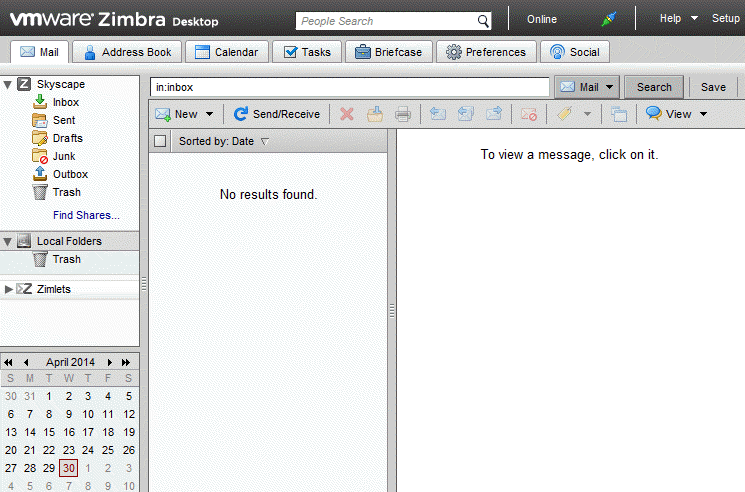 vmware Zimbra Desktop People Search Online Help Setup
Mail Address Book Calendar Tasks Briefcase Preferences Social
Skyscape
Inbox
Sent
Drafts
Junk
Outbox
Trash
Find Shares...
Local Folders
Trash
Zimlets
April 2014
S M T W T F S
30 31 1 2 3 4 5
6 7 8 9 10 11 12
13 14 15 16 17 18 19
20 21 22 23 24 25 26
27 28 29 30 1 2 3
4 5 6 7 8 9 10
in:inbox Mail Search Save
New Send/Receive View
Sorted by: Date
No results found.
To view a message, click on it.